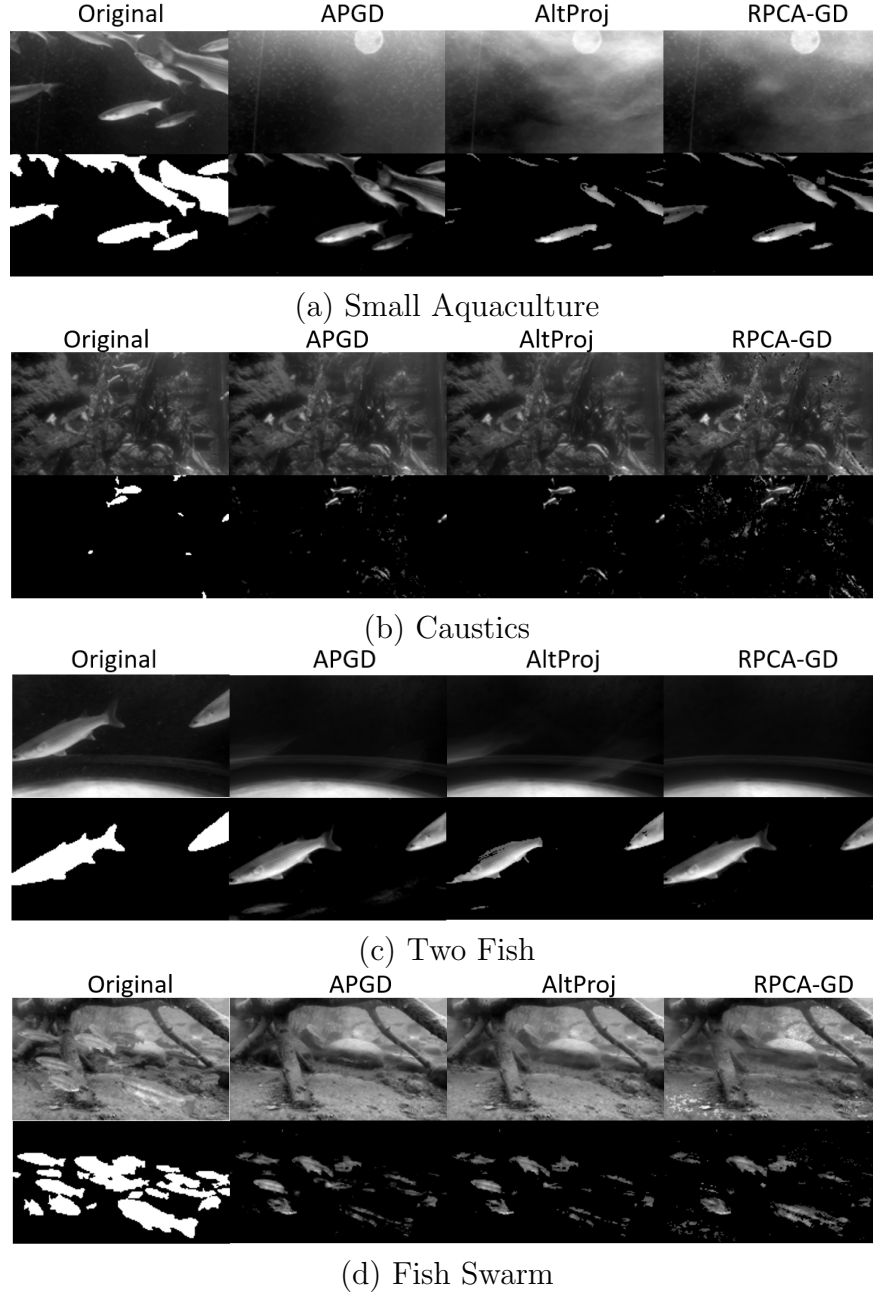 Original APGD AltProj RPCA-GD
(a) Small Aquaculture
Original APGD AltProj RPCA-GD
(b) Caustics
Original APGD AltProj RPCA-GD
(c) Two Fish
Original APGD AltProj RPCA-GD
(d) Fish Swarm